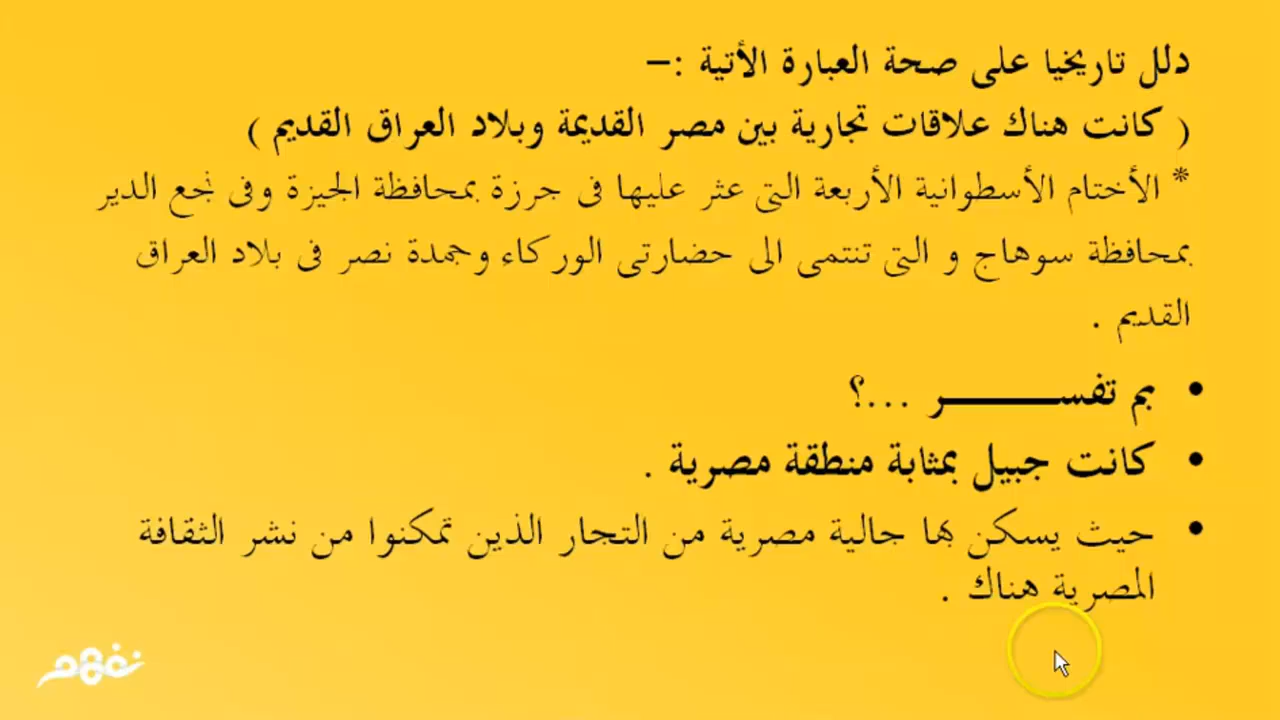 دلل تاريخيا على صحة العبارة الأتية :–
( كانت هناك علاقات تجارية بين مصر القديمة وبلاد العراق القديم )
* الأختام الأسطوانية الأربعة التى عثر عليها فى جرزة بمحافظة الجيزة وفى نجع الدير
بمحافظة سوهاج و التى تنتمى الى حضارتى الوركاء وجمدة نصر فى بلاد العراق
القديم .
• بم تفســـــــــر ...؟
• كانت جبيل بمثابة منطقة مصرية .
• حيث يسكن بها جالية مصرية من التجار الذين تمكنوا من نشر الثقافة
المصرية هناك .
نفهم